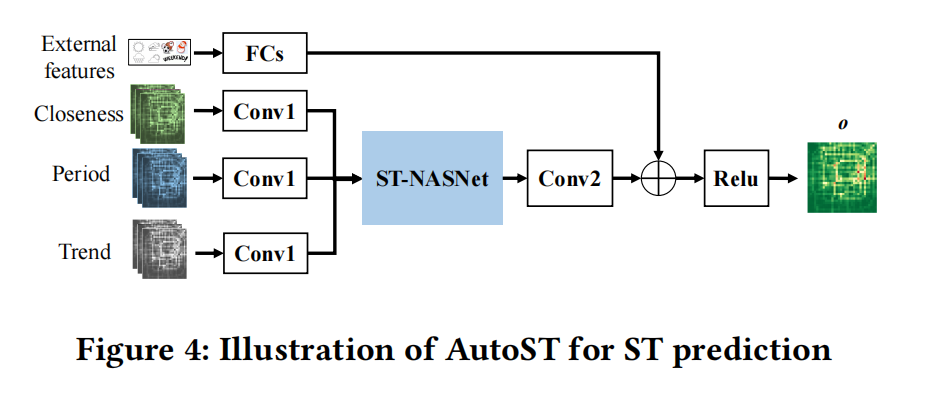 External
features
FCs
Closeness
Conv1
Period
Conv1
ST-NASNet
Conv2
Relu
o
Trend
Conv1
WEEKEND!
Figure 4: Illustration of AutoST for ST prediction